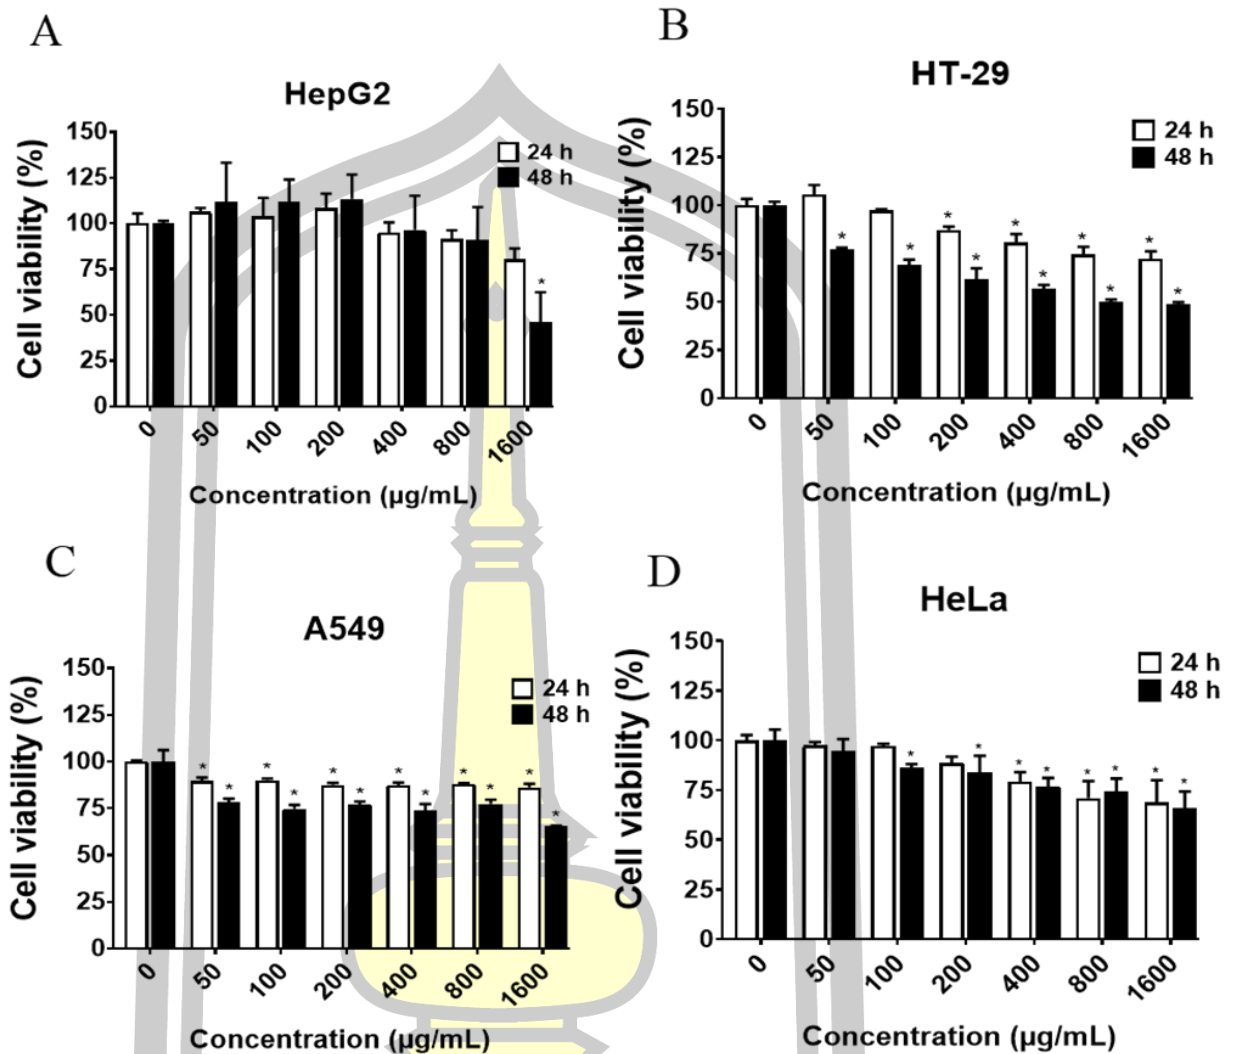 A
HepG2
Cell viability (%)
150
125
100
75
50
25
0
24 h
48 h
*
0 50 100 200 400 800 1600
Concentration (µg/mL)
B
HT-29
Cell viability (%)
150
125
100
75
50
25
0
24 h
48 h
* * * * * * * * * *
0 50 100 200 400 800 1600
Concentration (µg/mL)
C
A549
Cell viability (%)
150
125
100
75
50
25
0
24 h
48 h
* * * * * * * * * * * *
0 50 100 200 400 800 1600
Concentration (µg/mL)
D
HeLa
Cell viability (%)
150
125
100
75
50
25
0
24 h
48 h
* * * * * * * *
0 50 100 200 400 800 1600
Concentration (µg/mL)